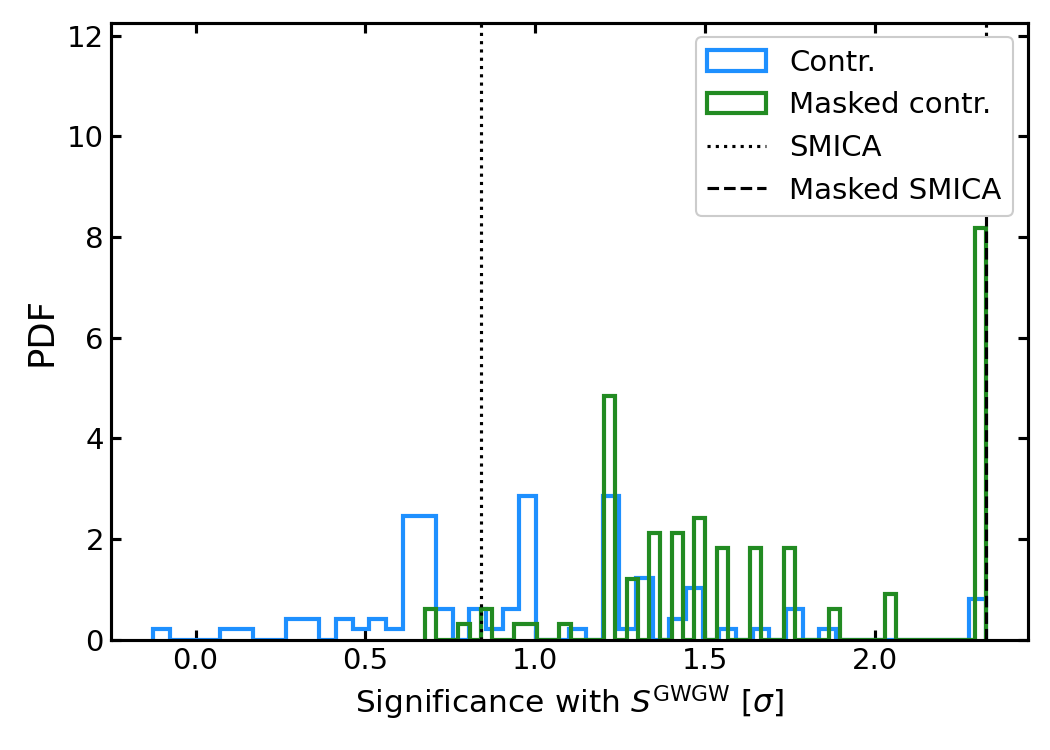 12
10
8
6
4
2
0
PDF
Contr.
Masked contr.
SMICA
Masked SMICA
0.0 0.5 1.0 1.5 2.0
Significance with S^GWGW [σ]